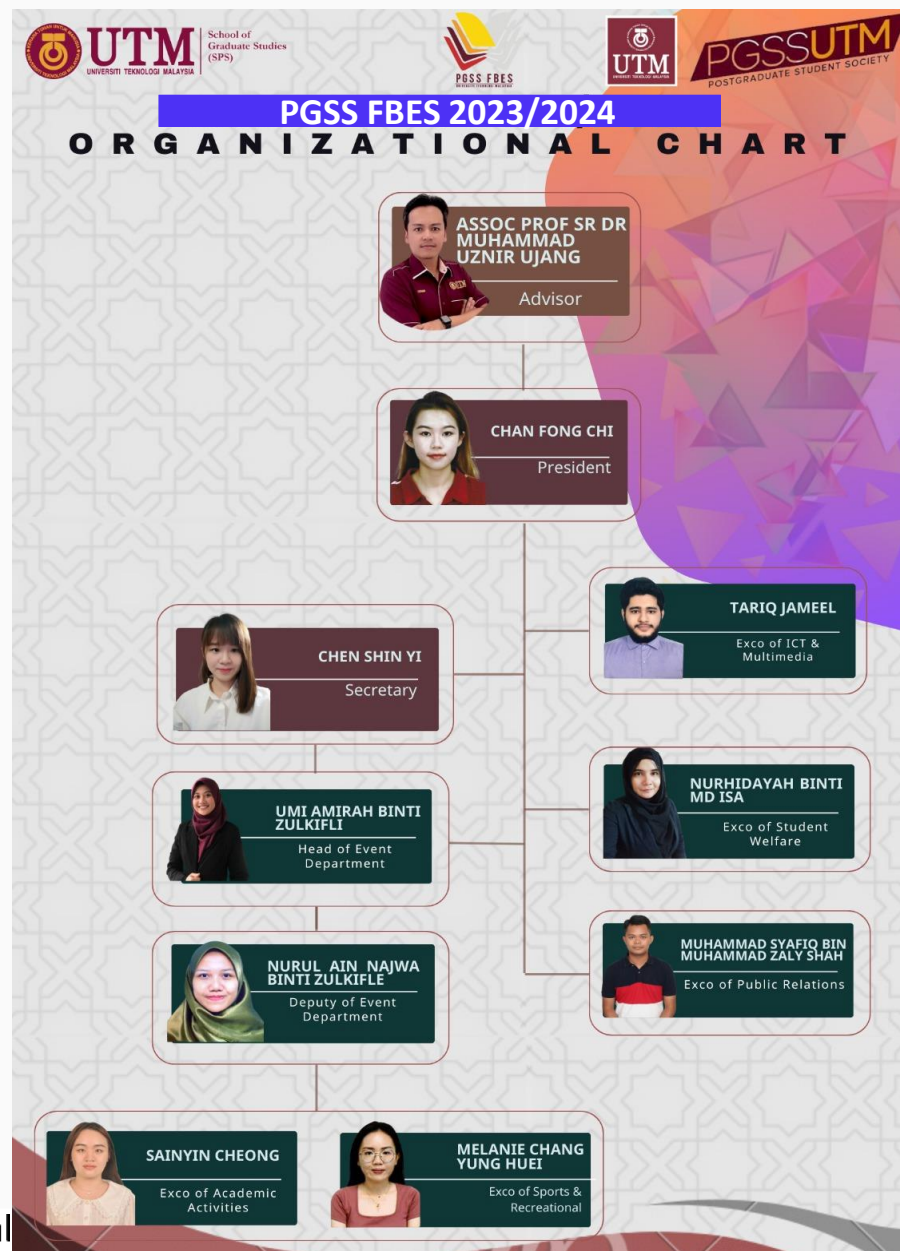 UTM
UNIVERSITI TEKNOLOGI MALAYSIA
School of
Graduate Studies
(SPS)
PGSS FBES
UTM
UNIVERSITI TEKNOLOGI MALAYSIA
PGSSUTM
POSTGRADUATE STUDENT SOCIETY
PGSS FBES 2023/2024
ORGANIZATIONAL CHART
ASSOC PROF SR DR
MUHAMMAD
UZNIR UJANG
Advisor
CHAN FONG CHI
President
TARIQ JAMEEL
Exco of ICT &
Multimedia
CHEN SHIN YI
Secretary
NURHIDAYAH BINTI
MD ISA
Exco of Student
Welfare
UMI AMIRAH BINTI
ZULKIFLI
Head of Event
Department
MUHAMMAD SYAFIQ BIN
MUHAMMAD ZALY SHAH
Exco of Public Relations
NURUL AIN NAJWA
BINTI ZULKIFLE
Deputy of Event
Department
SAINYIN CHEONG
Exco of Academic
Activities
MELANIE CHANG
YUNG HUEI
Exco of Sports &
Recreational